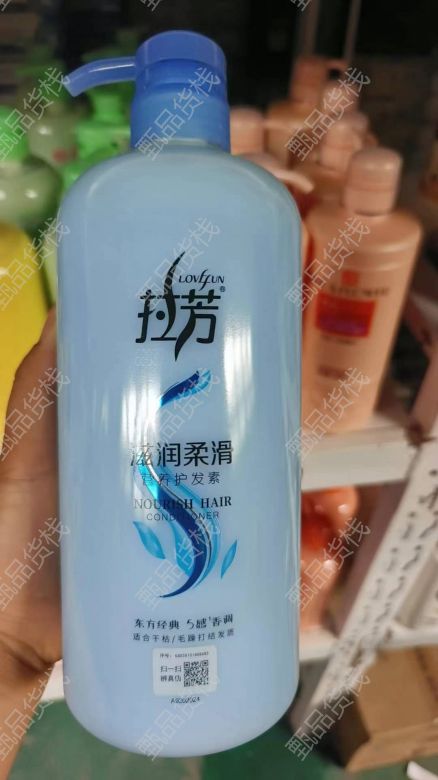 LOVEFUN
拉芳®
滋润柔滑
营养护发素
NOURISH HAIR
CONDITIONER
东方经典 5感+香调
适合干枯/毛躁打结发质
扫一扫
辨真伪
甄品货栈